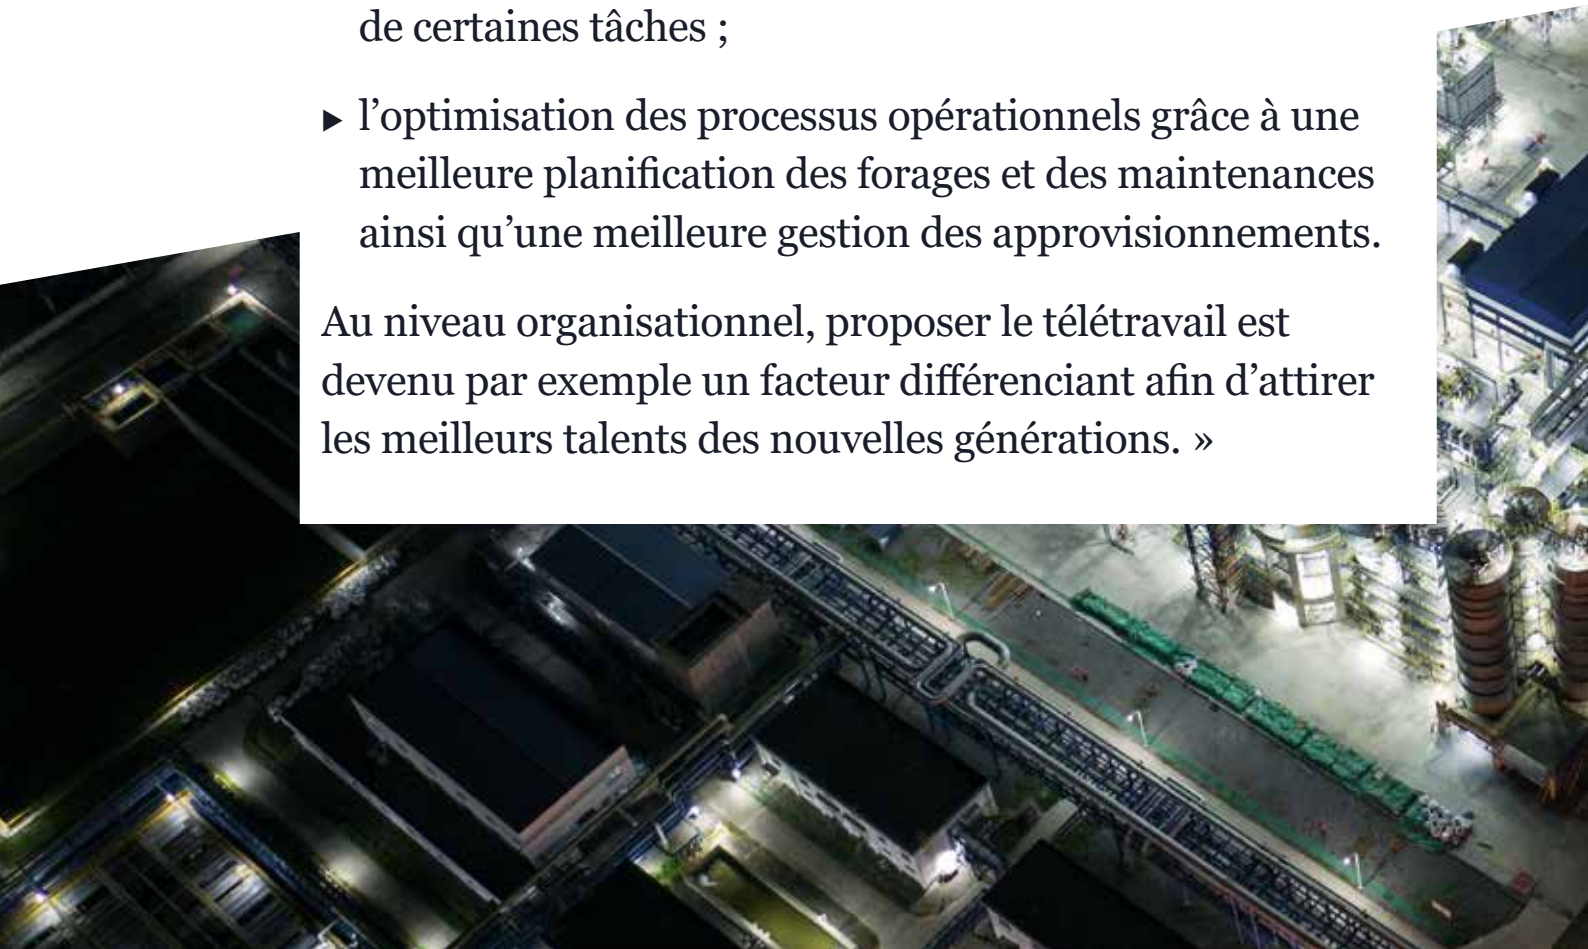 de certaines tâches ;
▶ l’optimisation des processus opérationnels grâce à une
meilleure planification des forages et des maintenances
ainsi qu’une meilleure gestion des approvisionnements.
Au niveau organisationnel, proposer le télétravail est
devenu par exemple un facteur différenciant afin d’attirer
les meilleurs talents des nouvelles générations. »